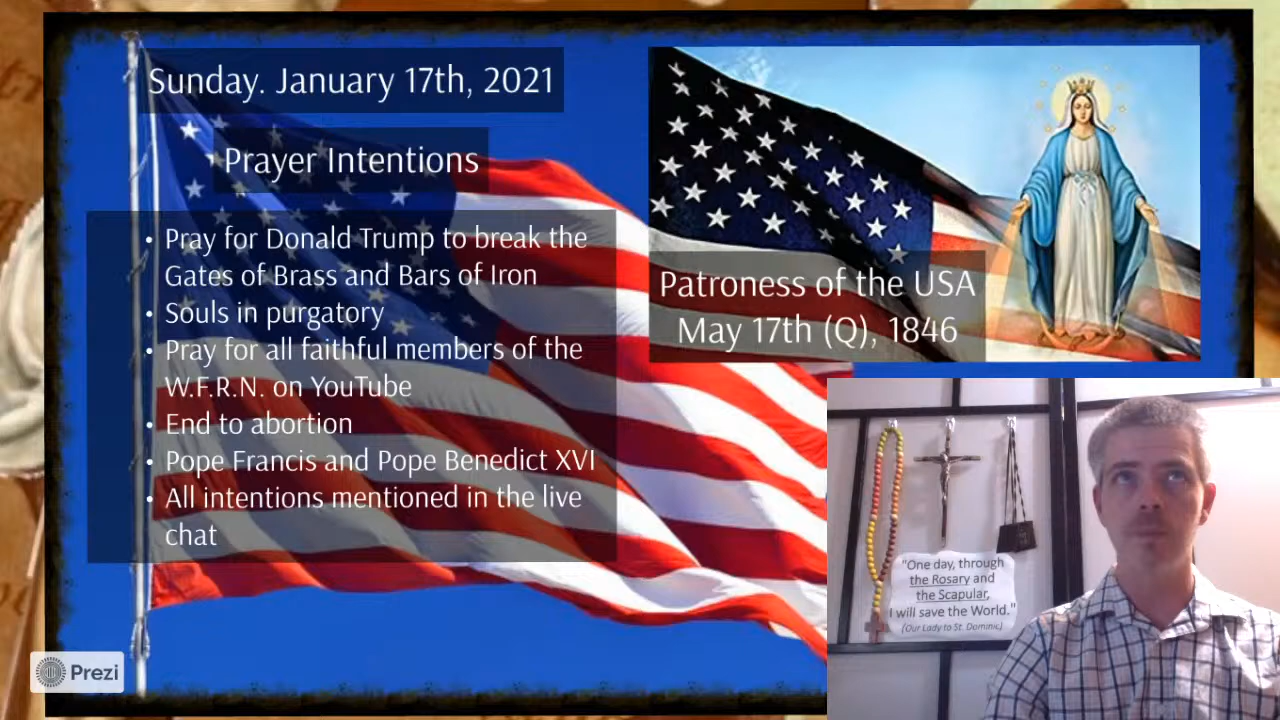 Sunday. January 17th, 2021
Prayer Intentions
• Pray for Donald Trump to break the
Gates of Brass and Bars of Iron
• Souls in purgatory
• Pray for all faithful members of the
W.F.R.N. on YouTube
• End to abortion
• Pope Francis and Pope Benedict XVI
• All intentions mentioned in the live
chat
Patroness of the USA
May 17th (Q), 1846
"One day, through
the Rosary and
the Scapular,
I will save the World."
(Our Lady to St. Dominic)
Prezi